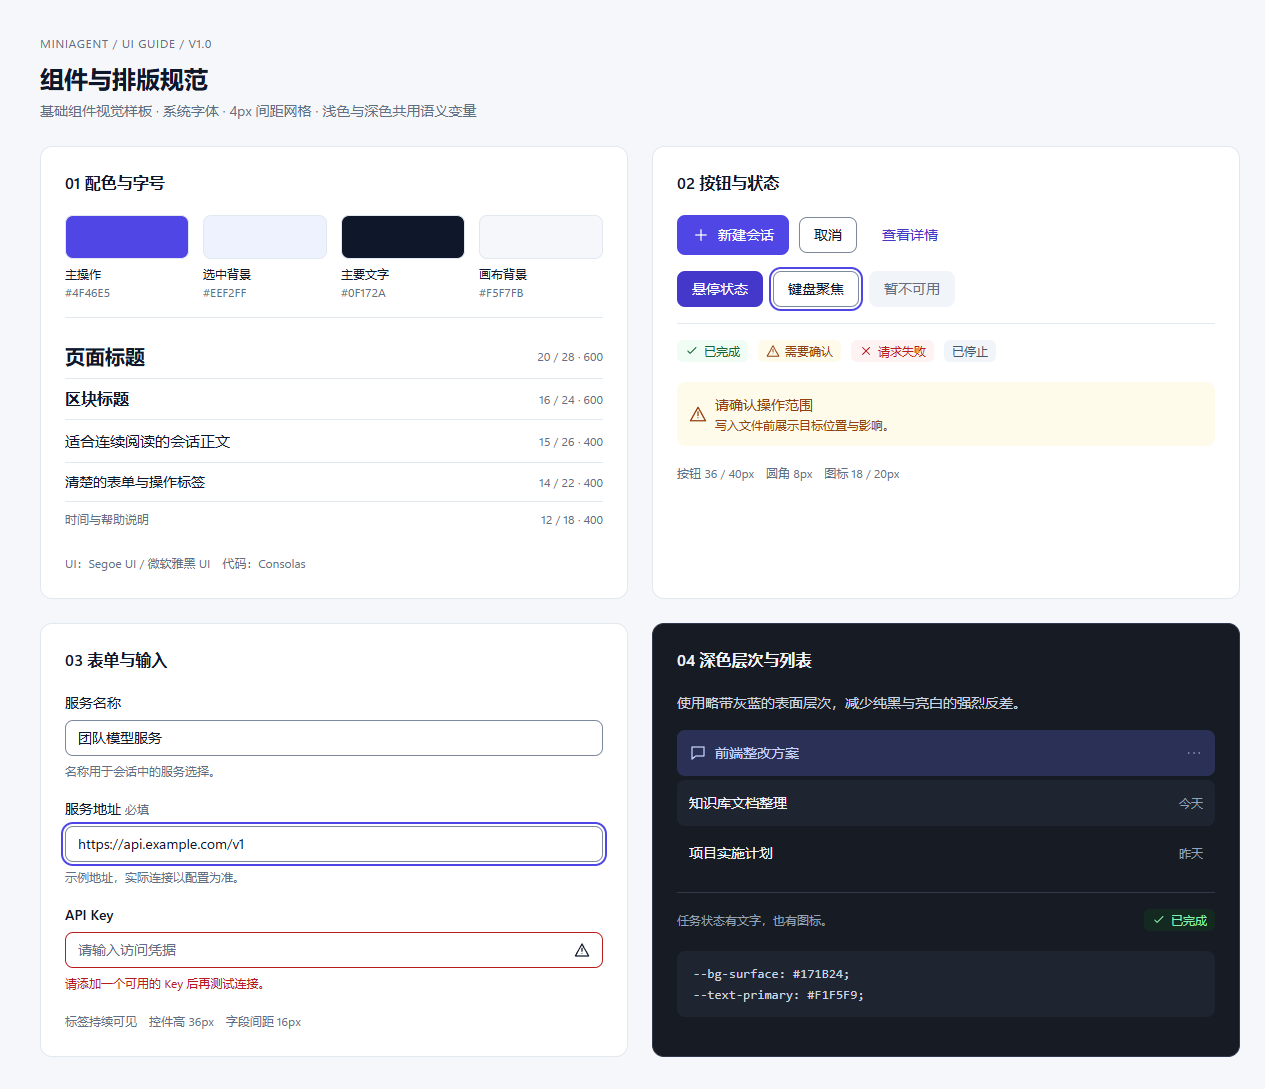 MINIAGENT / UI GUIDE / V1.0
组件与排版规范
基础组件视觉样板 · 系统字体 · 4px 间距网格 · 浅色与深色共用语义变量
01 配色与字号
主操作
#4F46E5
选中背景
#EEF2FF
主要文字
#0F172A
画布背景
#F5F7FB
页面标题 20 / 28 · 600
区块标题 16 / 24 · 600
适合连续阅读的会话正文 15 / 26 · 400
清楚的表单与操作标签 14 / 22 · 400
时间与帮助说明 12 / 18 · 400
UI：Segoe UI / 微软雅黑 UI 代码：Consolas
02 按钮与状态
新建会话 取消 查看详情
悬停状态 键盘聚焦 暂不可用
已完成 需要确认 请求失败 已停止
请确认操作范围
写入文件前展示目标位置与影响。
按钮 36 / 40px 圆角 8px 图标 18 / 20px
03 表单与输入
服务名称
团队模型服务
名称用于会话中的服务选择。
服务地址 必填
https://api.example.com/v1
示例地址，实际连接以配置为准。
API Key
请输入访问凭据
请添加一个可用的 Key 后再测试连接。
标签持续可见 控件高 36px 字段间距 16px
04 深色层次与列表
使用略带灰蓝的表面层次，减少纯黑与亮白的强烈反差。
前端整改方案 ···
知识库文档整理 今天
项目实施计划 昨天
任务状态有文字，也有图标。 已完成
--bg-surface: #171B24;
--text-primary: #F1F5F9;